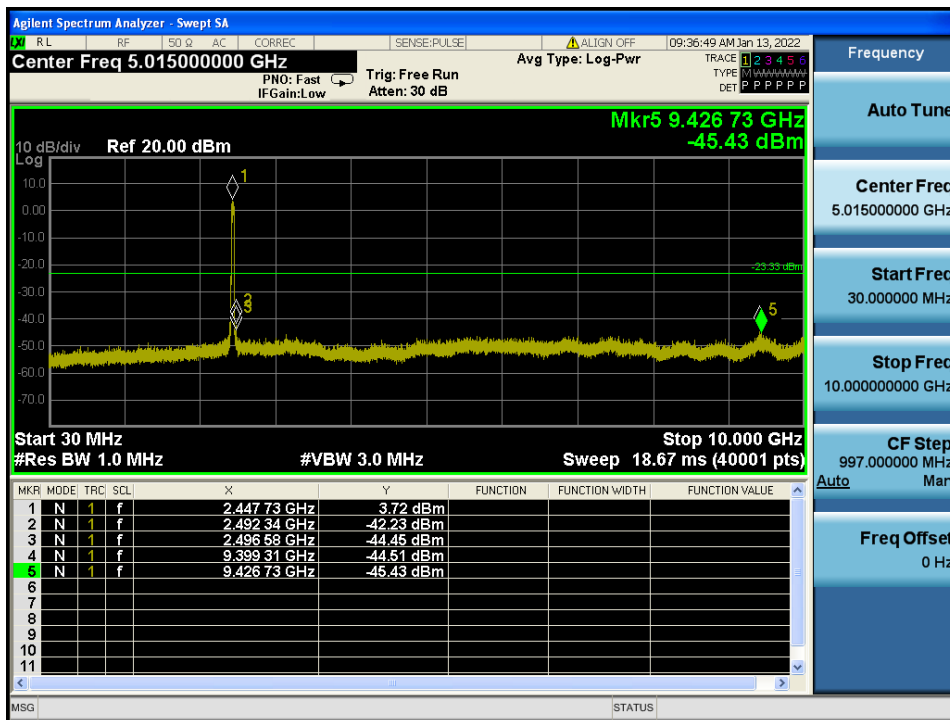 Agilent Spectrum Analyzer - Swept SA
LXI RL RF 50 Ω AC CORREC SENSE:PULSE ALIGN OFF 09:36:49 AM Jan 13, 2022
Center Freq 5.015000000 GHz
PNO: Fast
IFGain:Low
Trig: Free Run
Atten: 30 dB
Avg Type: Log-Pwr
TRACE 1 2 3 4 5 6
TYPE M WWWWW
DET P P P P P P
Mkr5 9.426 73 GHz
-45.43 dBm
10 dB/div Ref 20.00 dBm
Log
10.0
0.00
-10.0
-20.0
-30.0
-40.0
-50.0
-60.0
-70.0
1
2
3
5
-23.33 dBm
Start 30 MHz Stop 10.000 GHz
#Res BW 1.0 MHz #VBW 3.0 MHz Sweep 18.67 ms (40001 pts)
MKR MODE TRC SCL X Y FUNCTION FUNCTION WIDTH FUNCTION VALUE
1 N 1 f 2.447 73 GHz 3.72 dBm
2 N 1 f 2.492 34 GHz -42.23 dBm
3 N 1 f 2.496 58 GHz -44.45 dBm
4 N 1 f 9.399 31 GHz -44.51 dBm
5 N 1 f 9.426 73 GHz -45.43 dBm
6
7
8
9
10
11
MSG STATUS
Frequency
Auto Tune
Center Freq
5.015000000 GHz
Start Freq
30.000000 MHz
Stop Freq
10.000000000 GHz
CF Step
997.000000 MHz
Auto Man
Freq Offset
0 Hz